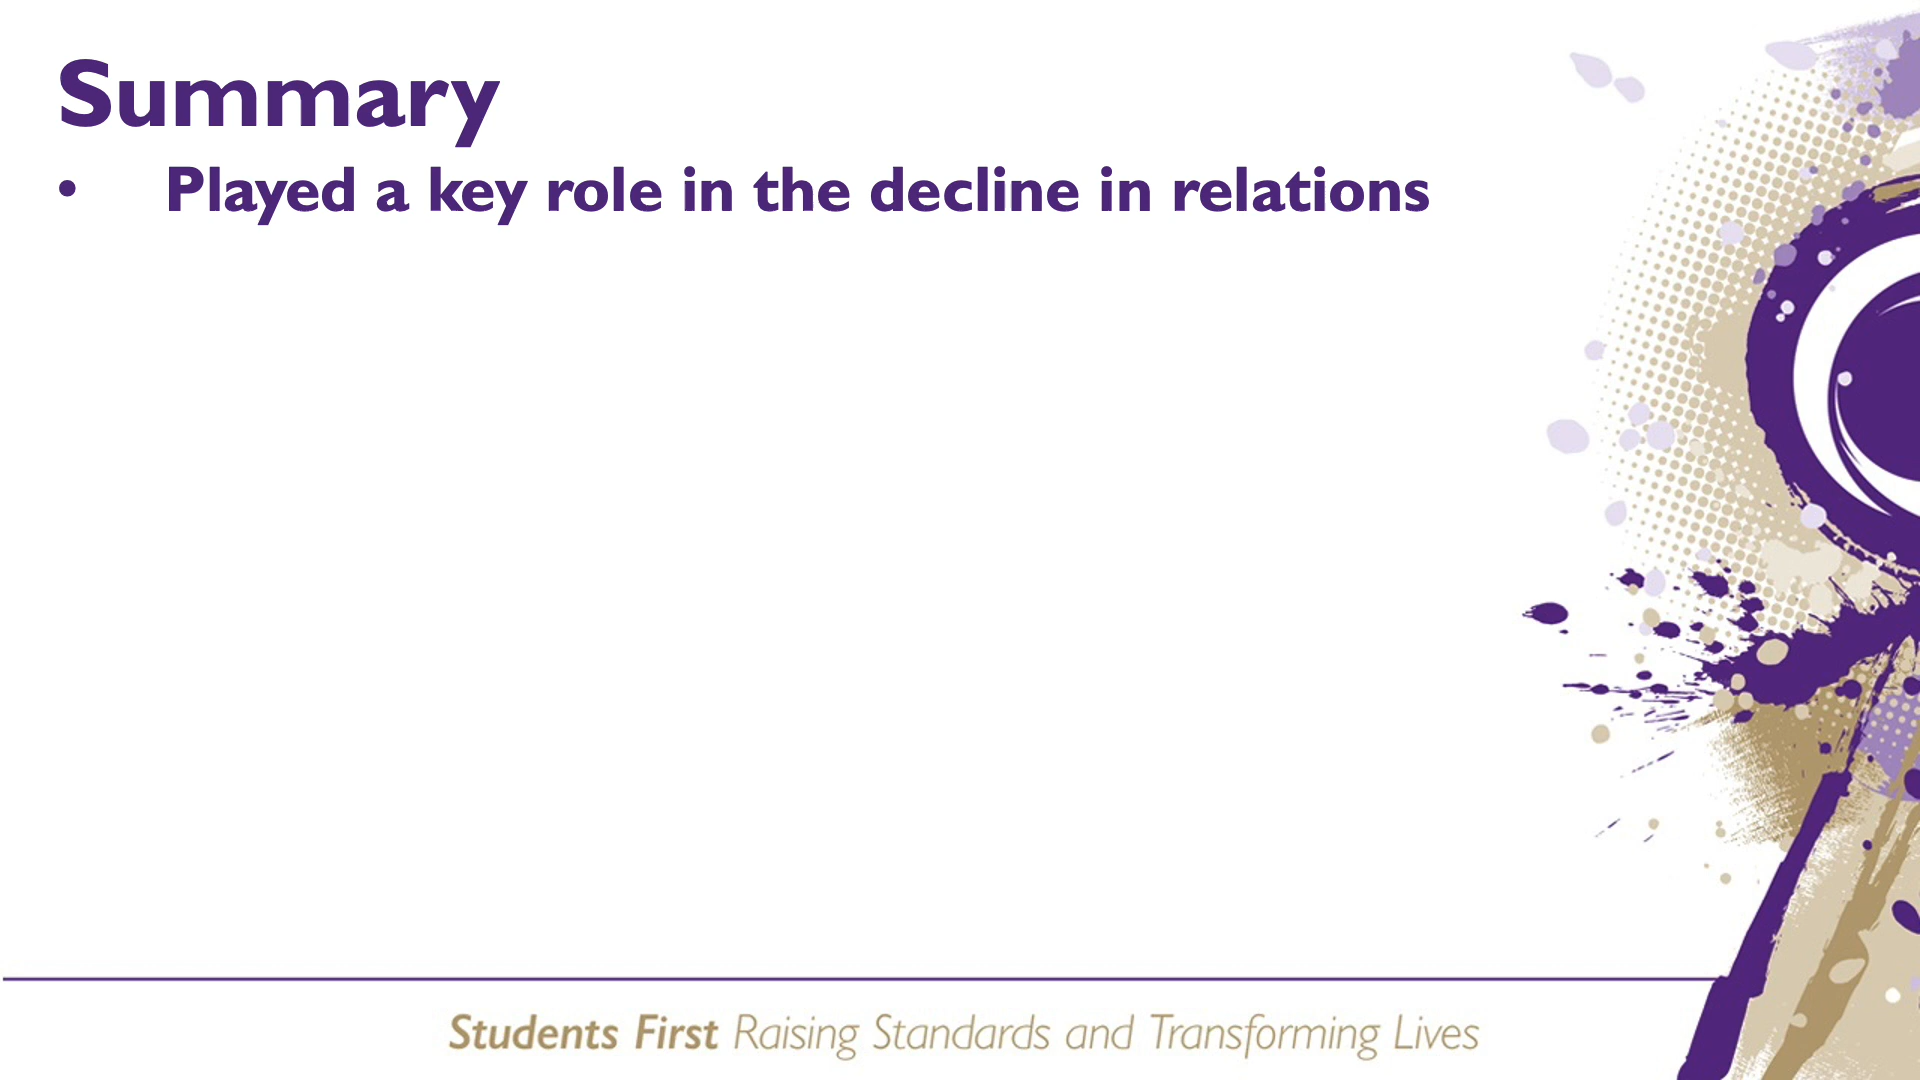 Summary
• Played a key role in the decline in relations
Students First Raising Standards and Transforming Lives